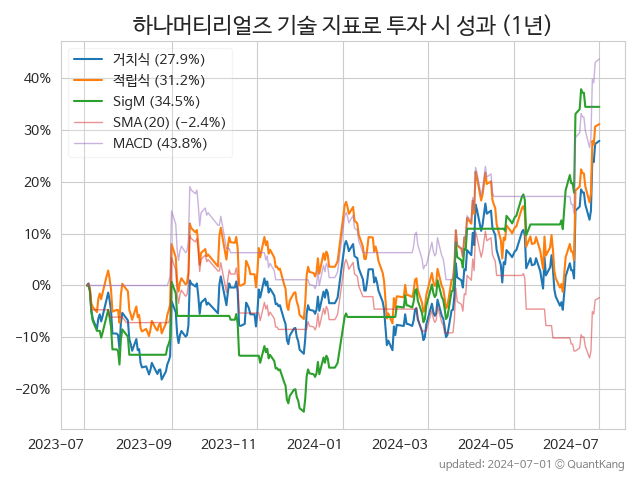 하나머티리얼즈 기술 지표로 투자 시 성과 (1년)
거치식 (27.9%)
적립식 (31.2%)
SigM (34.5%)
SMA(20) (-2.4%)
MACD (43.8%)
40%
30%
20%
10%
0%
−10%
−20%
2023-07
2023-09
2023-11
2024-01
2024-03
2024-05
2024-07
updated: 2024-07-01 © QuantKang